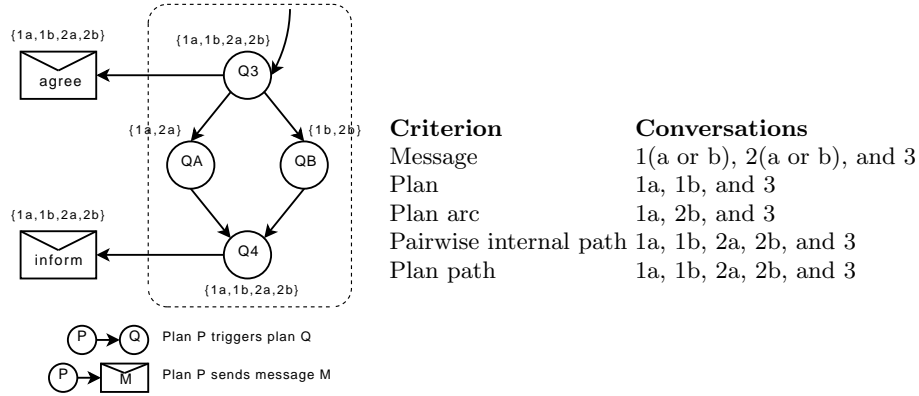 {1a,1b,2a,2b}
agree
{1a,1b,2a,2b}
Q3
{1a,2a}
{1b,2b}
QA
QB
{1a,1b,2a,2b}
inform
Q4
{1a,1b,2a,2b}
P
Q
Plan P triggers plan Q
P
M
Plan P sends message M
Criterion Conversations
Message 1(a or b), 2(a or b), and 3
Plan 1a, 1b, and 3
Plan arc 1a, 2b, and 3
Pairwise internal path 1a, 1b, 2a, 2b, and 3
Plan path 1a, 1b, 2a, 2b, and 3